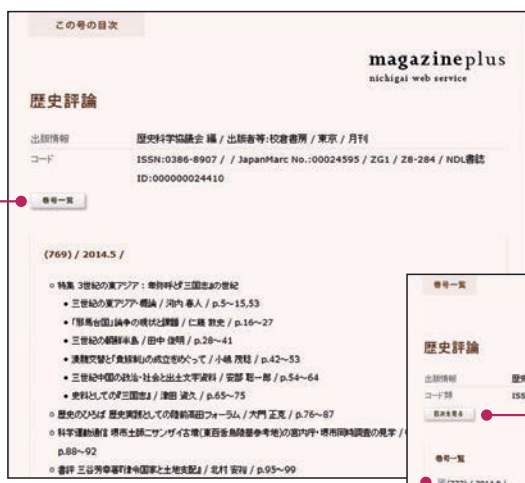 この号の目次
magazineplus
nichigai web service
歴史評論
出版情報 歴史科学協議会 編 / 出版者等:校倉書房 / 東京 / 月刊
コード ISSN:0386-8907 / / JapanMarc No.:00024595 / ZG1 / Z8-284 / NDL書誌
ID:000000024410
巻号一覧
(769) / 2014.5 /
特集 3世紀の東アジア : 卑弥呼と『三国志』の世紀
三世紀の東アジア・概論 / 河内 春人 / p.5~15,53
「邪馬台国」論争の現状と課題 / 仁藤 敦史 / p.16~27
三世紀の朝鮮半島 / 田中 俊明 / p.28~41
漢魏交替と「貴族制」の成立をめぐって / 小嶋 茂稔 / p.42~53
三世紀中国の政治・社会と出土文字資料 / 安部 聡一郎 / p.54~64
史料としての『三国志』 / 津田 資久 / p.65~75
歴史のひろば 歴史実践としての陸前高田フォーラム / 大門 正克 / p.76~87
科学運動通信 堺市土師ニサンザイ古墳(東百舌鳥陵墓参考地)の宮内庁・堺市同時調査の見学 /
p.88~92
書評 三谷芳幸著『律令国家と土地支配』 / 北村 安裕 / p.95~99
巻号一覧
歴史評論
出版情報
コード類 ISS
目次を見る
巻号一覧